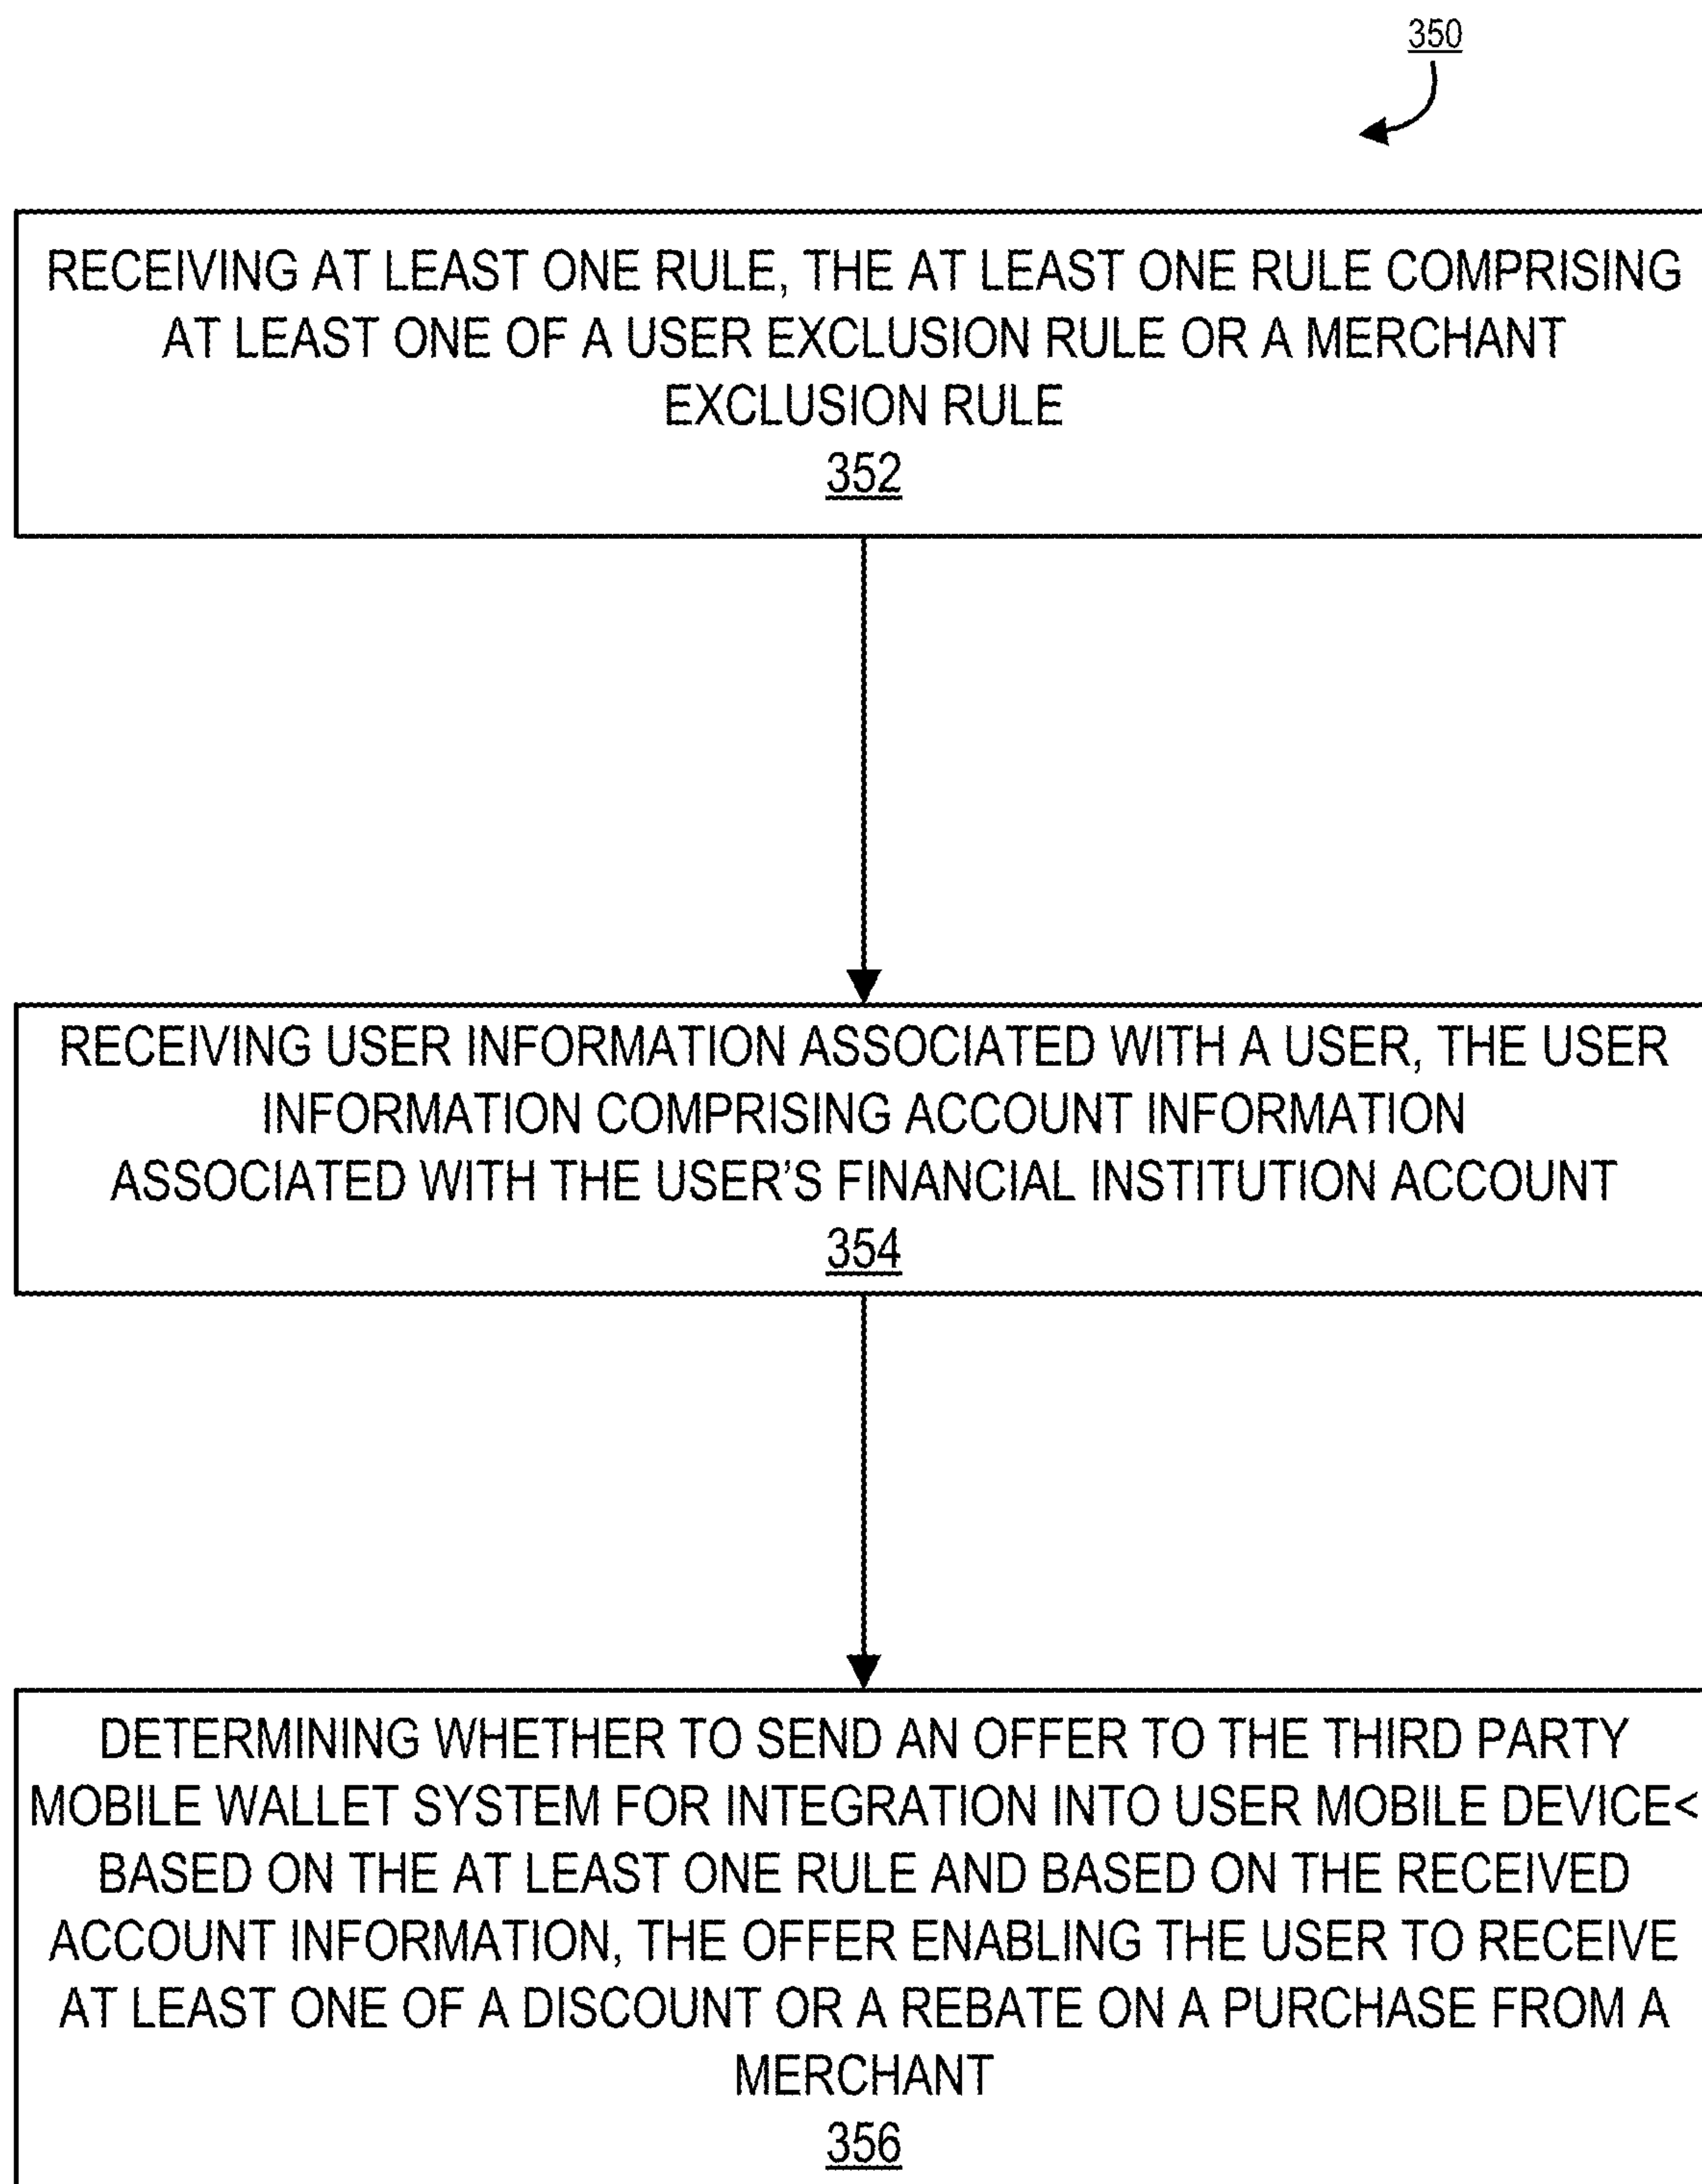 350
RECEIVING AT LEAST ONE RULE, THE AT LEAST ONE RULE COMPRISING
AT LEAST ONE OF A USER EXCLUSION RULE OR A MERCHANT
EXCLUSION RULE
352
RECEIVING USER INFORMATION ASSOCIATED WITH A USER, THE USER
INFORMATION COMPRISING ACCOUNT INFORMATION
ASSOCIATED WITH THE USER’S FINANCIAL INSTITUTION ACCOUNT
354
DETERMINING WHETHER TO SEND AN OFFER TO THE THIRD PARTY
MOBILE WALLET SYSTEM FOR INTEGRATION INTO USER MOBILE DEVICE<
BASED ON THE AT LEAST ONE RULE AND BASED ON THE RECEIVED
ACCOUNT INFORMATION, THE OFFER ENABLING THE USER TO RECEIVE
AT LEAST ONE OF A DISCOUNT OR A REBATE ON A PURCHASE FROM A
MERCHANT
356